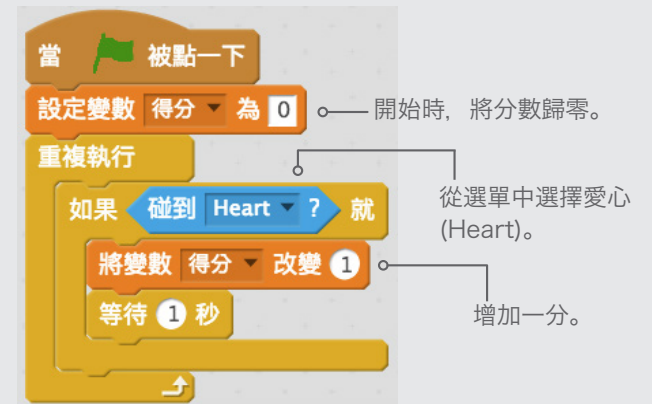 當 被點一下
設定變數 得分 為 0
開始時，將分數歸零。
重複執行
如果 碰到 Heart ? 就
從選單中選擇愛心
(Heart)。
將變數 得分 改變 1
等待 1 秒
增加一分。